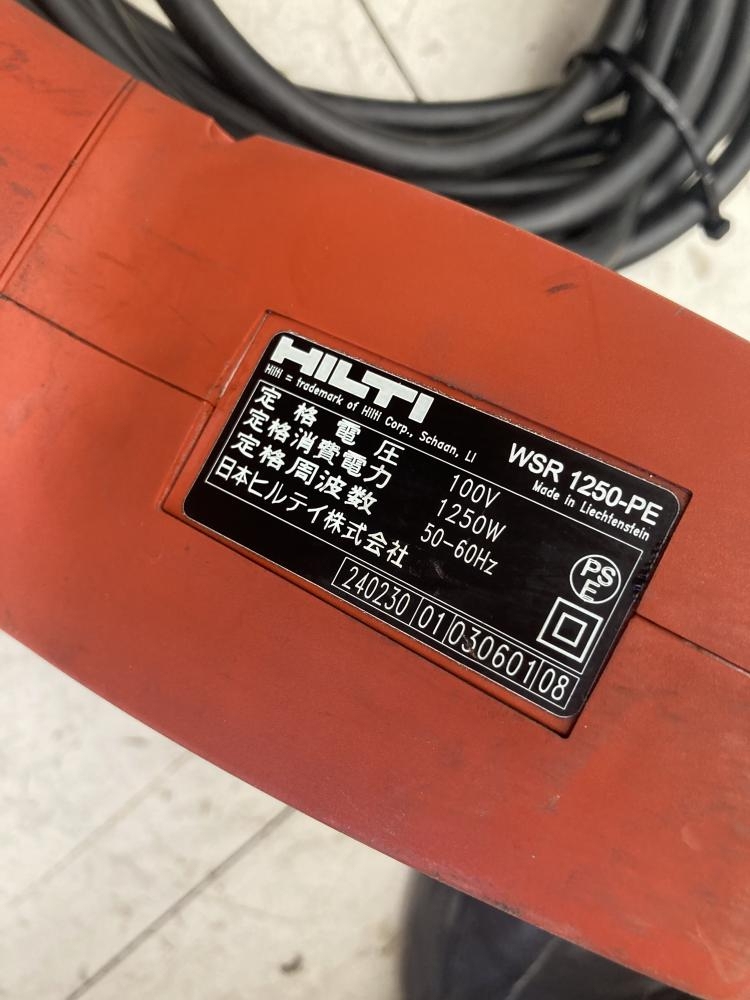 HILTI
Hilti = trademark of Hilti Corp., Schaan, LI
WSR 1250-PE
Made in Liechtenstein
定格電圧 100V
定格消費電力 1250W
定格周波数 50-60Hz
日本ヒルティ株式会社
PS
E
240230 01 030601 08